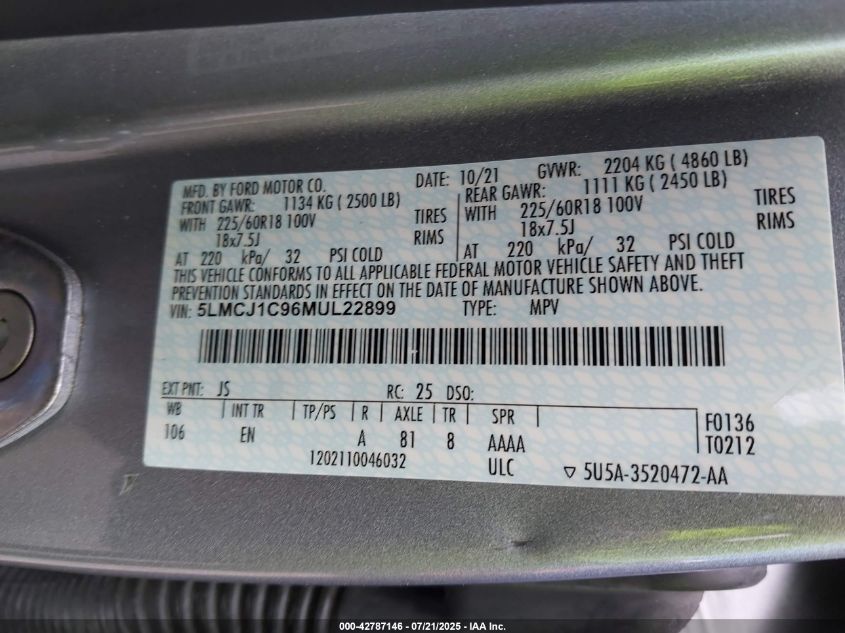 MFD. BY FORD MOTOR CO. DATE: 10/21 GVWR: 2204 KG ( 4860 LB)
FRONT GAWR: 1134 KG ( 2500 LB) REAR GAWR: 1111 KG ( 2450 LB)
WITH 225/60R18 100V TIRES WITH 225/60R18 100V TIRES
18x7.5J RIMS 18x7.5J RIMS
AT 220 kPa/ 32 PSI COLD AT 220 kPa/ 32 PSI COLD
THIS VEHICLE CONFORMS TO ALL APPLICABLE FEDERAL MOTOR VEHICLE SAFETY AND THEFT
PREVENTION STANDARDS IN EFFECT ON THE DATE OF MANUFACTURE SHOWN ABOVE.
VIN: 5LMCJ1C96MUL22899 TYPE: MPV
EXT PNT: JS RC: 25 DSO:
WB INT TR TP/PS R AXLE TR SPR F0136
106 EN A 81 8 AAAA T0212
1202110046032 ULC 5U5A-3520472-AA
000-42787146 - 07/21/2025 - IAA Inc.